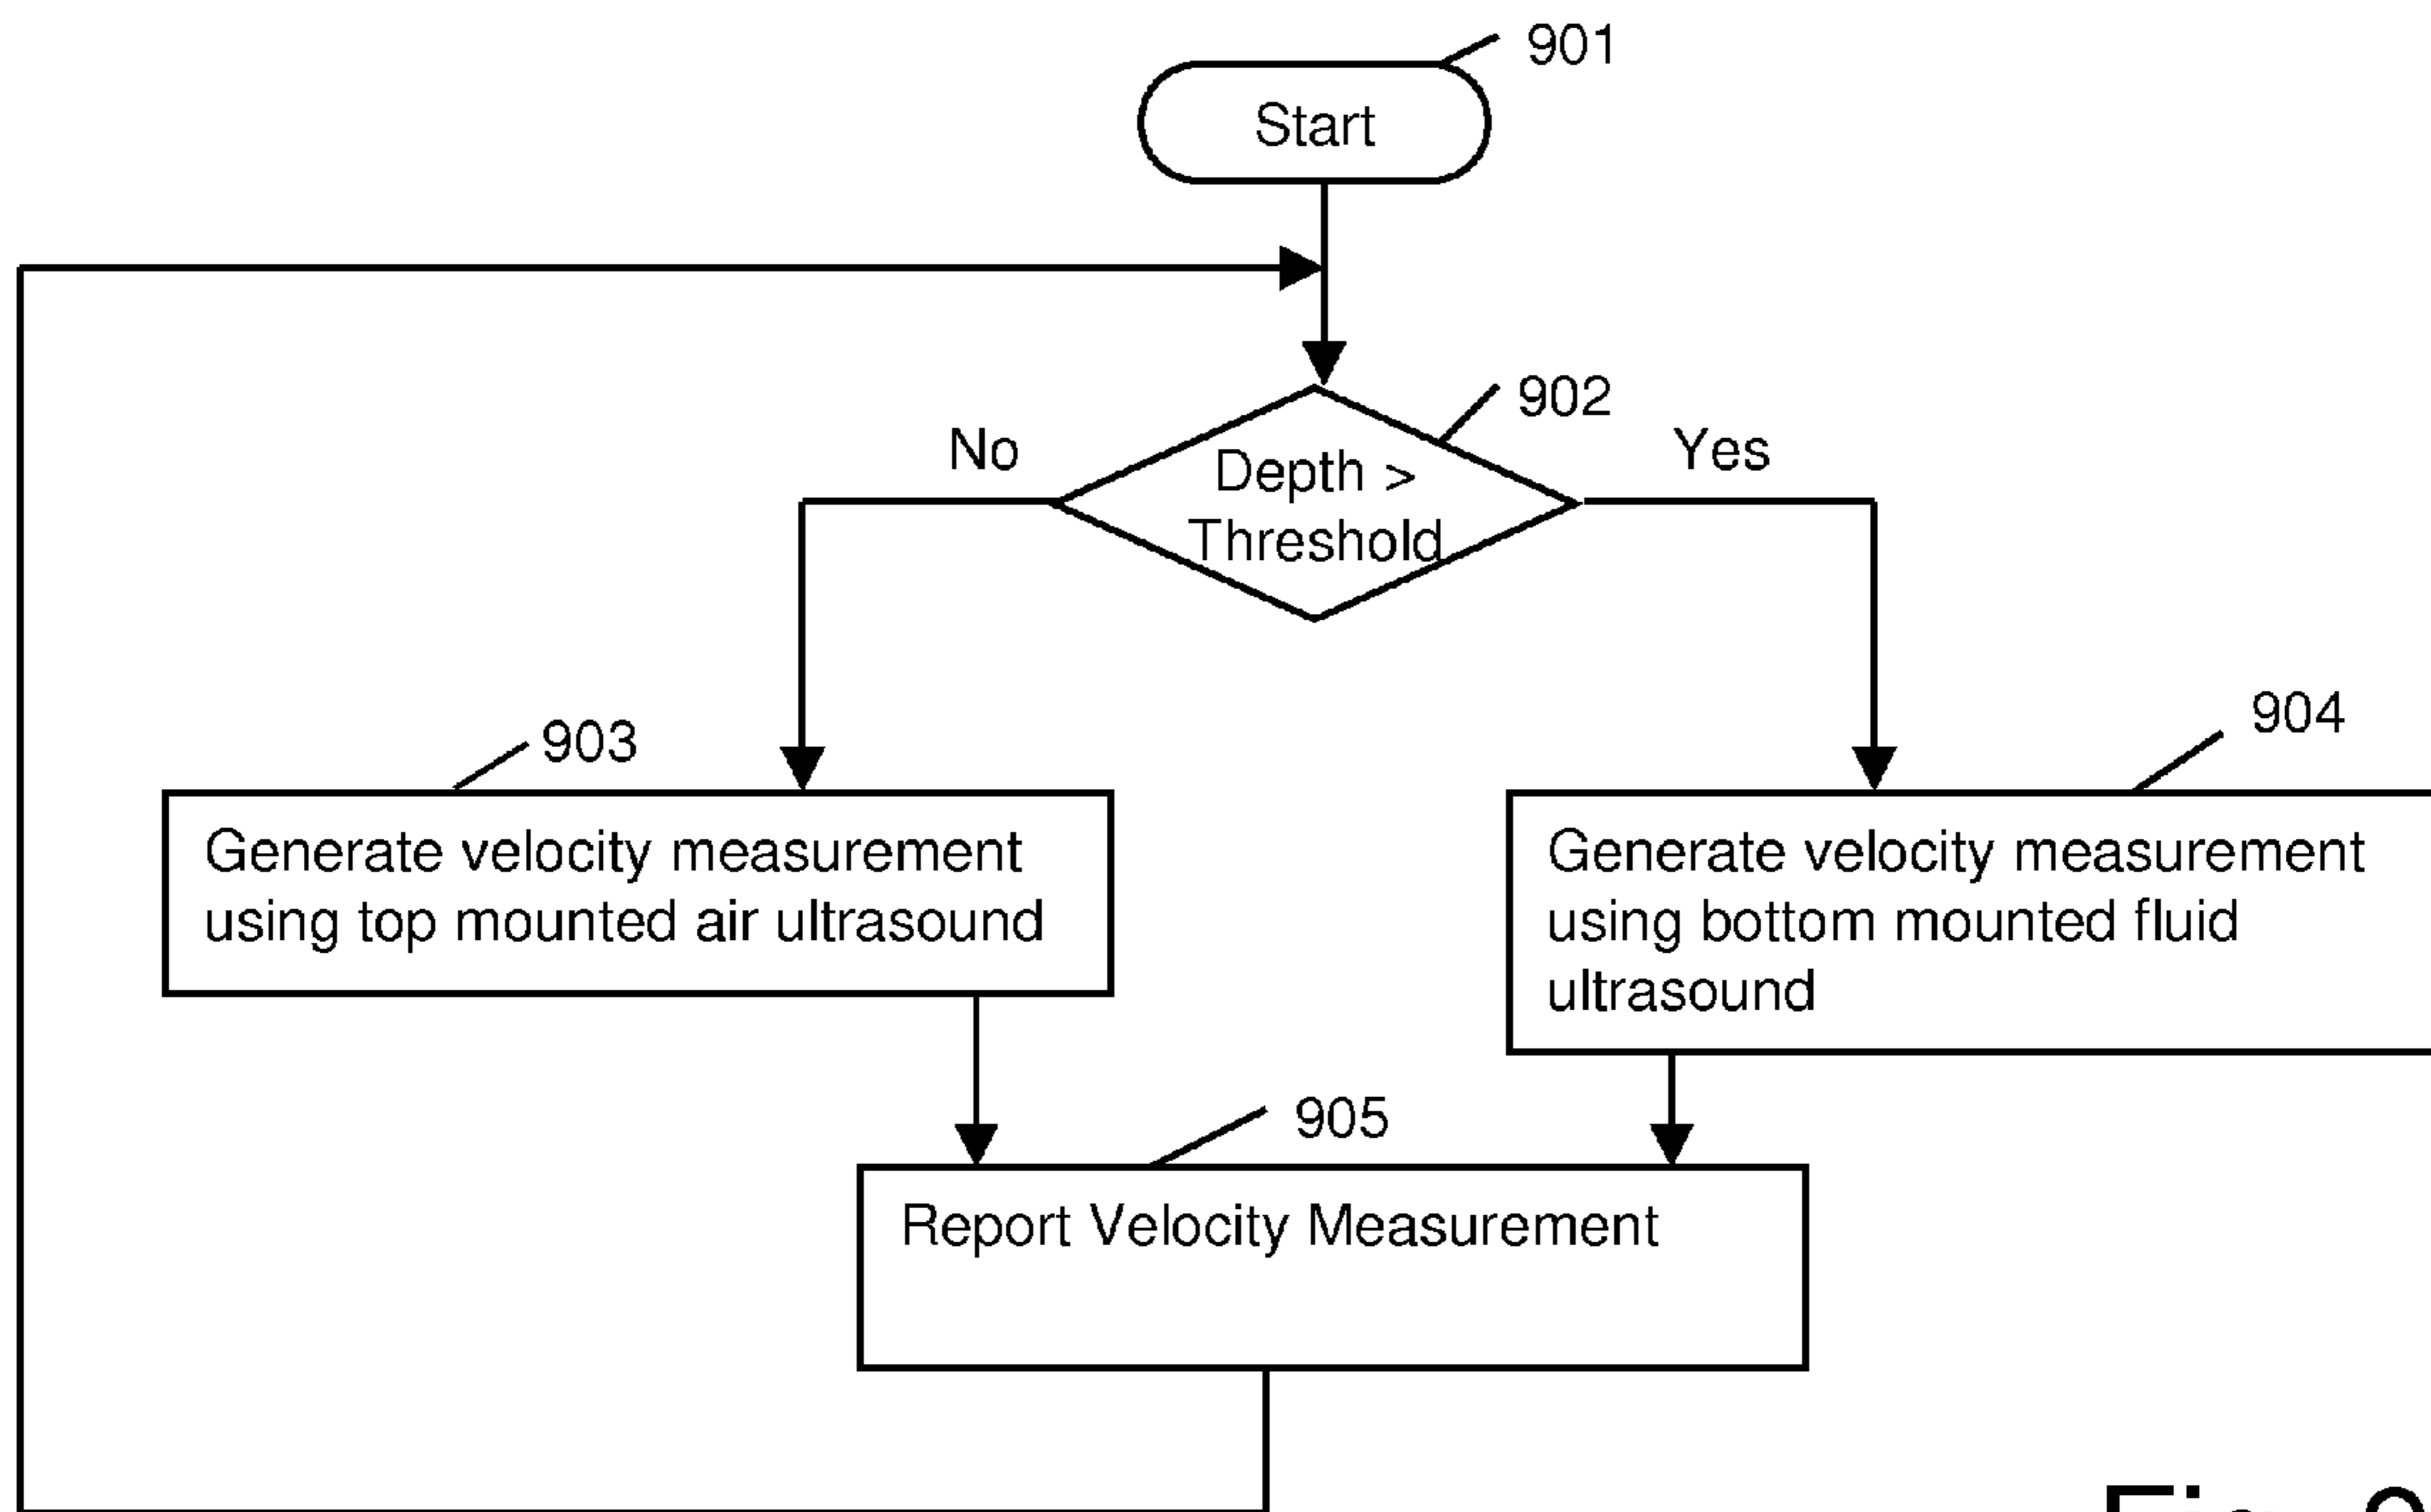 901
Start
902
No
Yes
Depth >
Threshold
903
904
Generate velocity measurement
using top mounted air ultrasound
Generate velocity measurement
using bottom mounted fluid
ultrasound
905
Report Velocity Measurement